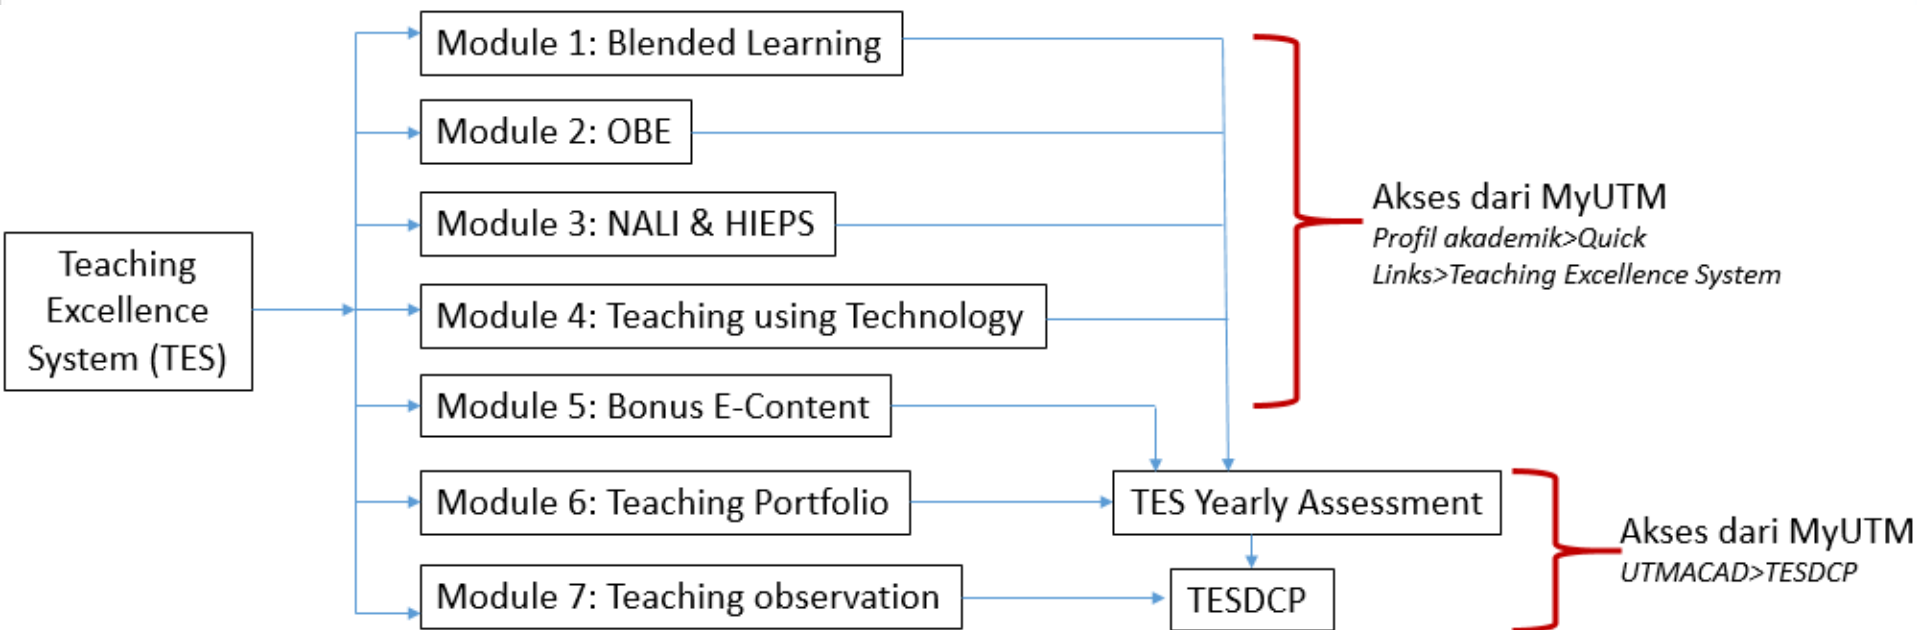 Module 1: Blended Learning
Module 2: OBE
Module 3: NALI & HIEPS
Akses dari MyUTM
Profil akademik>Quick
Links>Teaching Excellence System
Teaching
Excellence
System (TES)
Module 4: Teaching using Technology
Module 5: Bonus E-Content
Module 6: Teaching Portfolio
TES Yearly Assessment
Akses dari MyUTM
UTMACAD>TESDCP
Module 7: Teaching observation
TESDCP